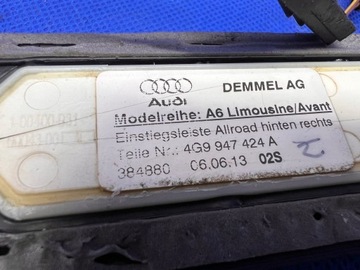 DEMMEL AG
Audi
Modelreihe: A6 Limousine/Avant
Einstiegsleiste Allroad hinten rechts
Teile Nr.: 4G9 947 424 A
384880 06.06.13 02S